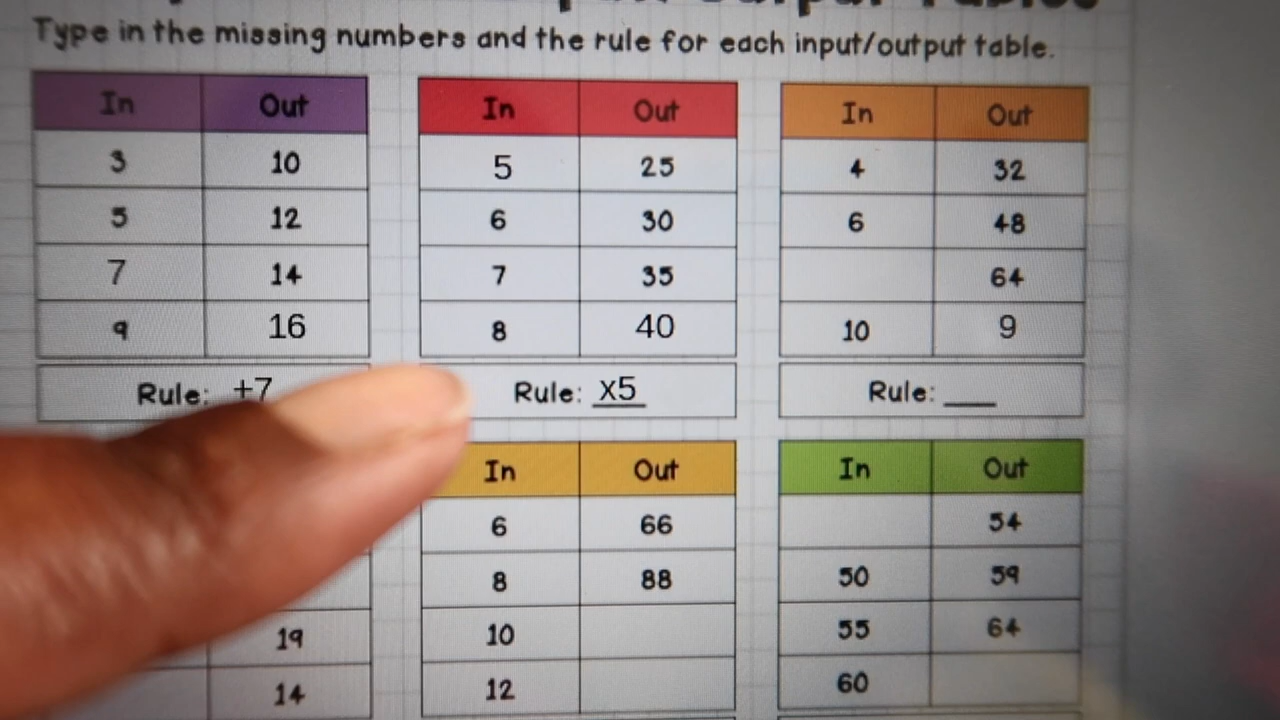 Type in the missing numbers and the rule for each input/output table.
In Out
3 10
5 12
7 14
9 16
Rule: +7
In Out
5 25
6 30
7 35
8 40
Rule: x5
In Out
4 32
6 48
64
10 9
Rule: ___
19
14
In Out
6 66
8 88
10
12
In Out
54
50 59
55 64
60